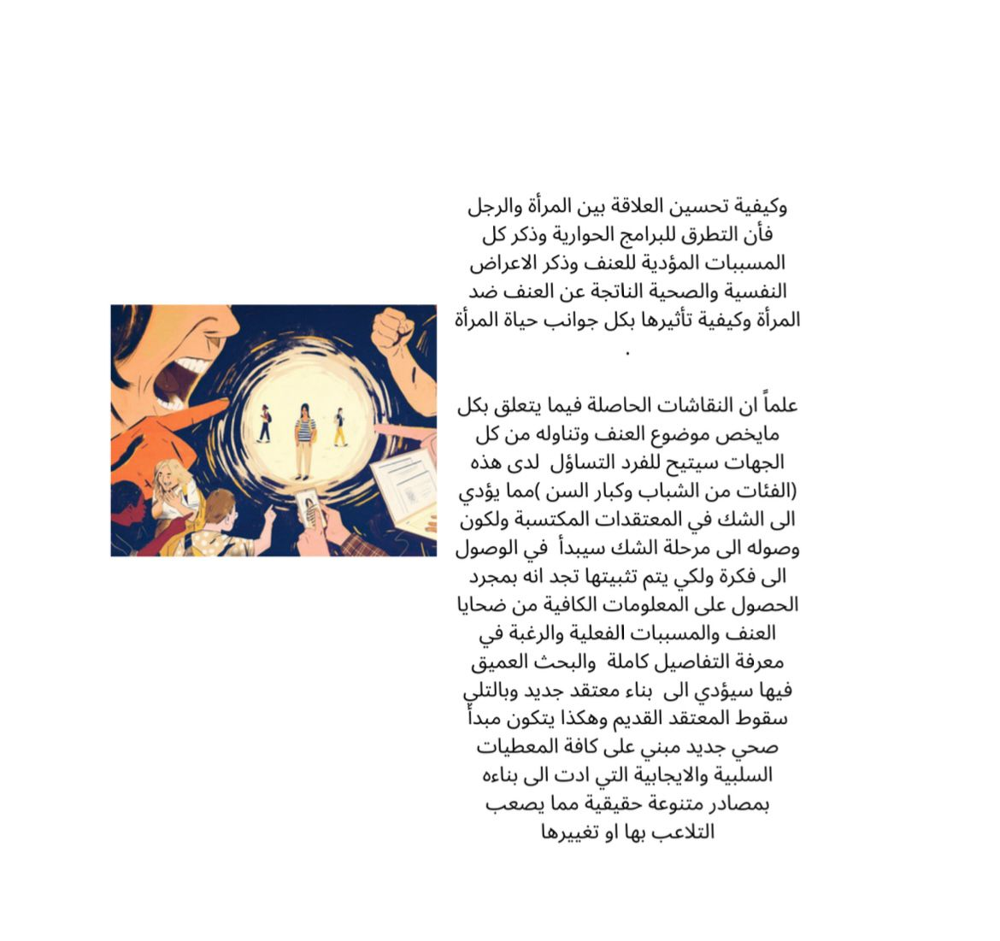 وكيفية تحسين العلاقة بين المرأة والرجل
فأن التطرق للبرامج الحوارية وذكر كل
المسببات المؤدية للعنف وذكر الاعراض
النفسية والصحية الناتجة عن العنف ضد
المرأة وكيفية تأثيرها بكل جوانب حياة المرأة
.
علماً ان النقاشات الحاصلة فيما يتعلق بكل
مايخص موضوع العنف وتناوله من كل
الجهات سيتيح للفرد التساؤل لدى هذه
(الفئات من الشباب وكبار السن )مما يؤدي
الى الشك في المعتقدات المكتسبة ولكون
وصوله الى مرحلة الشك سيبدأ في الوصول
الى فكرة ولكي يتم تثبيتها تجد انه بمجرد
الحصول على المعلومات الكافية من ضحايا
العنف والمسببات الفعلية والرغبة في
معرفة التفاصيل كاملة والبحث العميق
فيها سيؤدي الى بناء معتقد جديد وبالتلي
سقوط المعتقد القديم وهكذا يتكون مبدأ
صحي جديد مبني على كافة المعطيات
السلبية والايجابية التي ادت الى بناءه
بمصادر متنوعة حقيقية مما يصعب
التلاعب بها او تغييرها